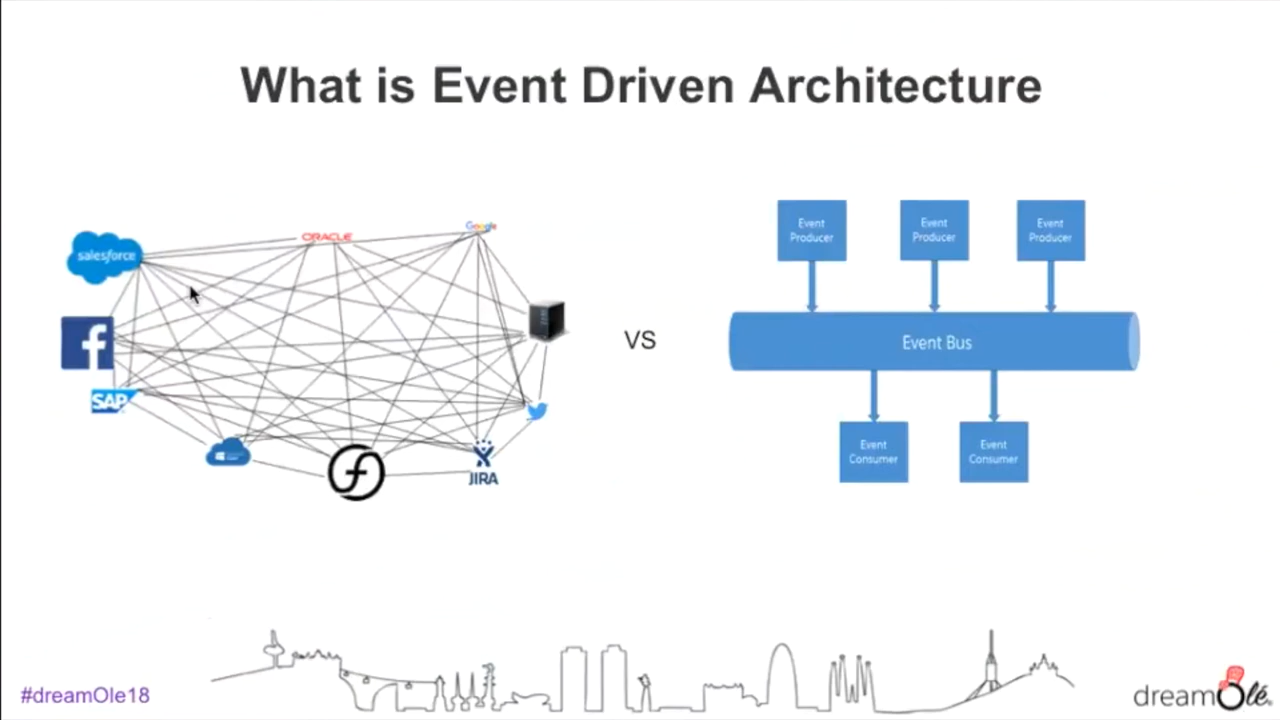 What is Event Driven Architecture
salesforce
ORACLE
Google
SAP
JIRA
VS
Event
Producer
Event
Producer
Event
Producer
Event Bus
Event
Consumer
Event
Consumer
#dreamOle18
dreamOlé.